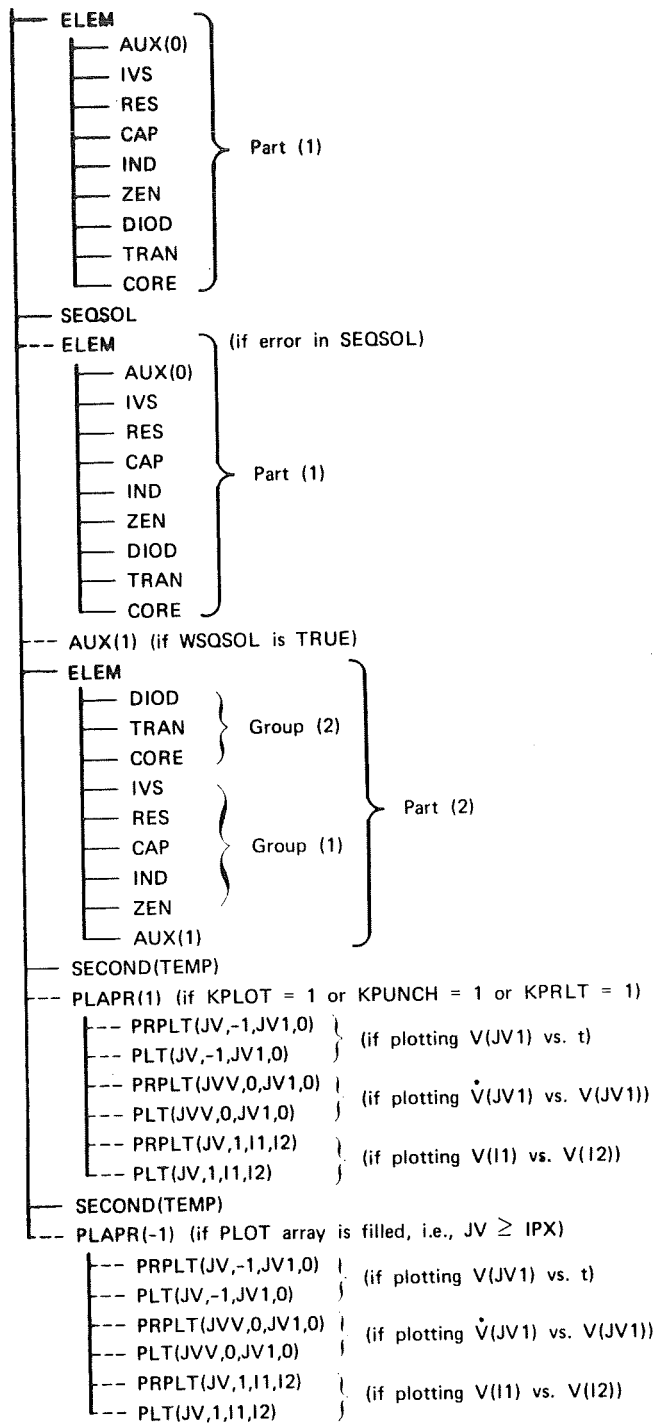 ELEM
AUX(0)
IVS
RES
CAP
IND
ZEN
DIOD
TRAN
CORE
Part (1)
SEQSOL
ELEM (if error in SEQSOL)
AUX(0)
IVS
RES
CAP
IND
ZEN
DIOD
TRAN
CORE
Part (1)
AUX(1) (if WSQSOL is TRUE)
ELEM
DIOD
TRAN
CORE
Group (2)
IVS
RES
CAP
IND
ZEN
Group (1)
AUX(1)
Part (2)
SECOND(TEMP)
PLAPR(1) (if KPLOT = 1 or KPUNCH = 1 or KPRLT = 1)
PRPLT(JV,-1,JV1,0)
PLT(JV,-1,JV1,0)
(if plotting V(JV1) vs. t)
PRPLT(JVV,0,JV1,0)
PLT(JVV,0,JV1,0)
(if plotting V̇(JV1) vs. V(JV1))
PRPLT(JV,1,I1,I2)
PLT(JV,1,I1,I2)
(if plotting V(I1) vs. V(I2))
SECOND(TEMP)
PLAPR(-1) (if PLOT array is filled, i.e., JV ≥ IPX)
PRPLT(JV,-1,JV1,0)
PLT(JV,-1,JV1,0)
(if plotting V(JV1) vs. t)
PRPLT(JVV,0,JV1,0)
PLT(JVV,0,JV1,0)
(if plotting V̇(JV1) vs. V(JV1))
PRPLT(JV,1,I1,I2)
PLT(JV,1,I1,I2)
(if plotting V(I1) vs. V(I2))